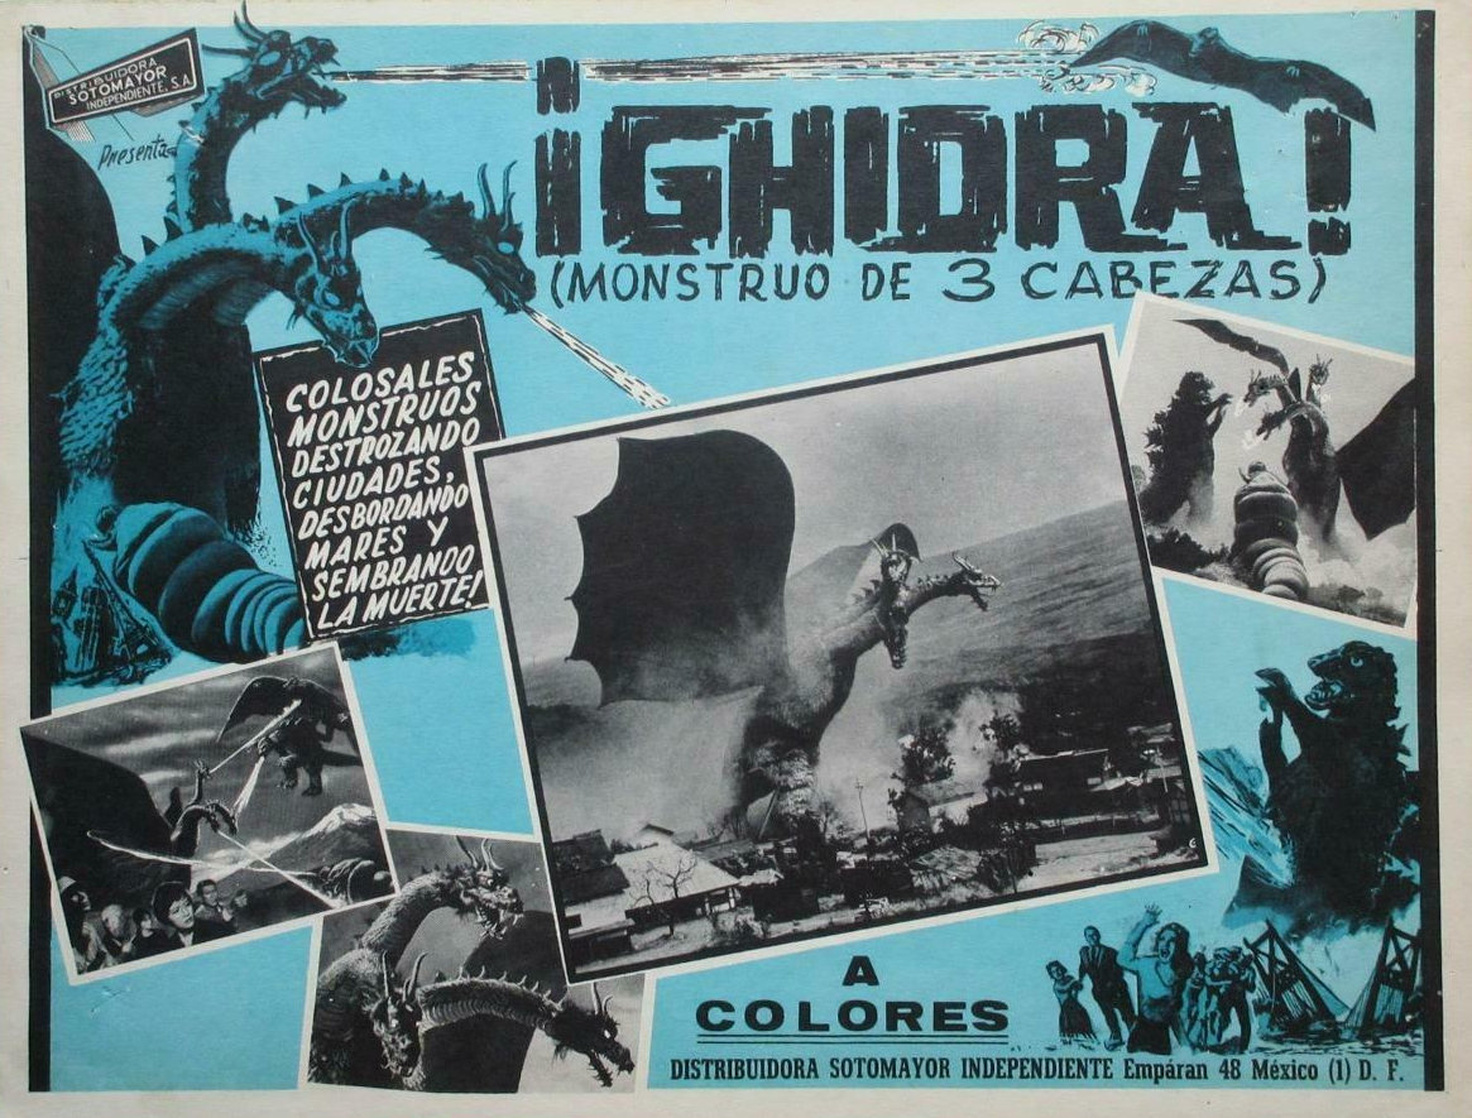 DISTRIBUIDORA
SOTOMAYOR
INDEPENDIENTE, S.A.
Presenta
¡GHIDRA!
(MONSTRUO DE 3 CABEZAS)
COLOSALES
MONSTRUOS
DESTROZANDO
CIUDADES,
DESBORDANDO
MARES Y
SEMBRANDO
LA MUERTE!
A
COLORES
DISTRIBUIDORA SOTOMAYOR INDEPENDIENTE Empáran 48 México (1) D. F.